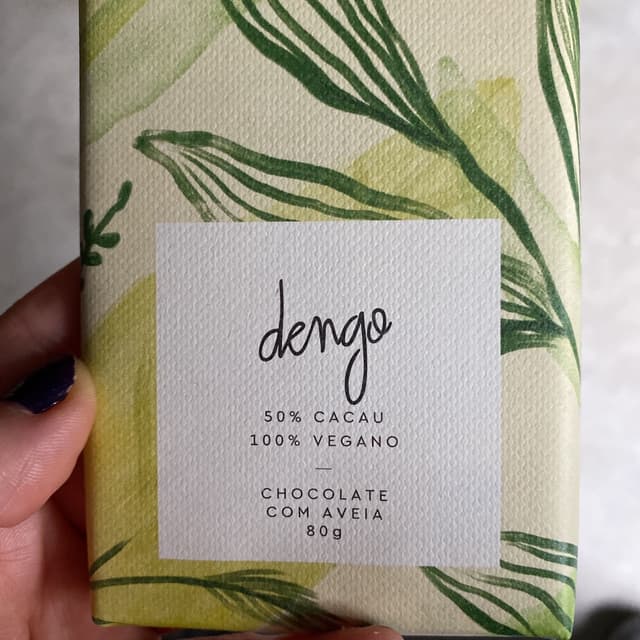 dengo
50% CACAU
100% VEGANO
CHOCOLATE
COM AVEIA
80g